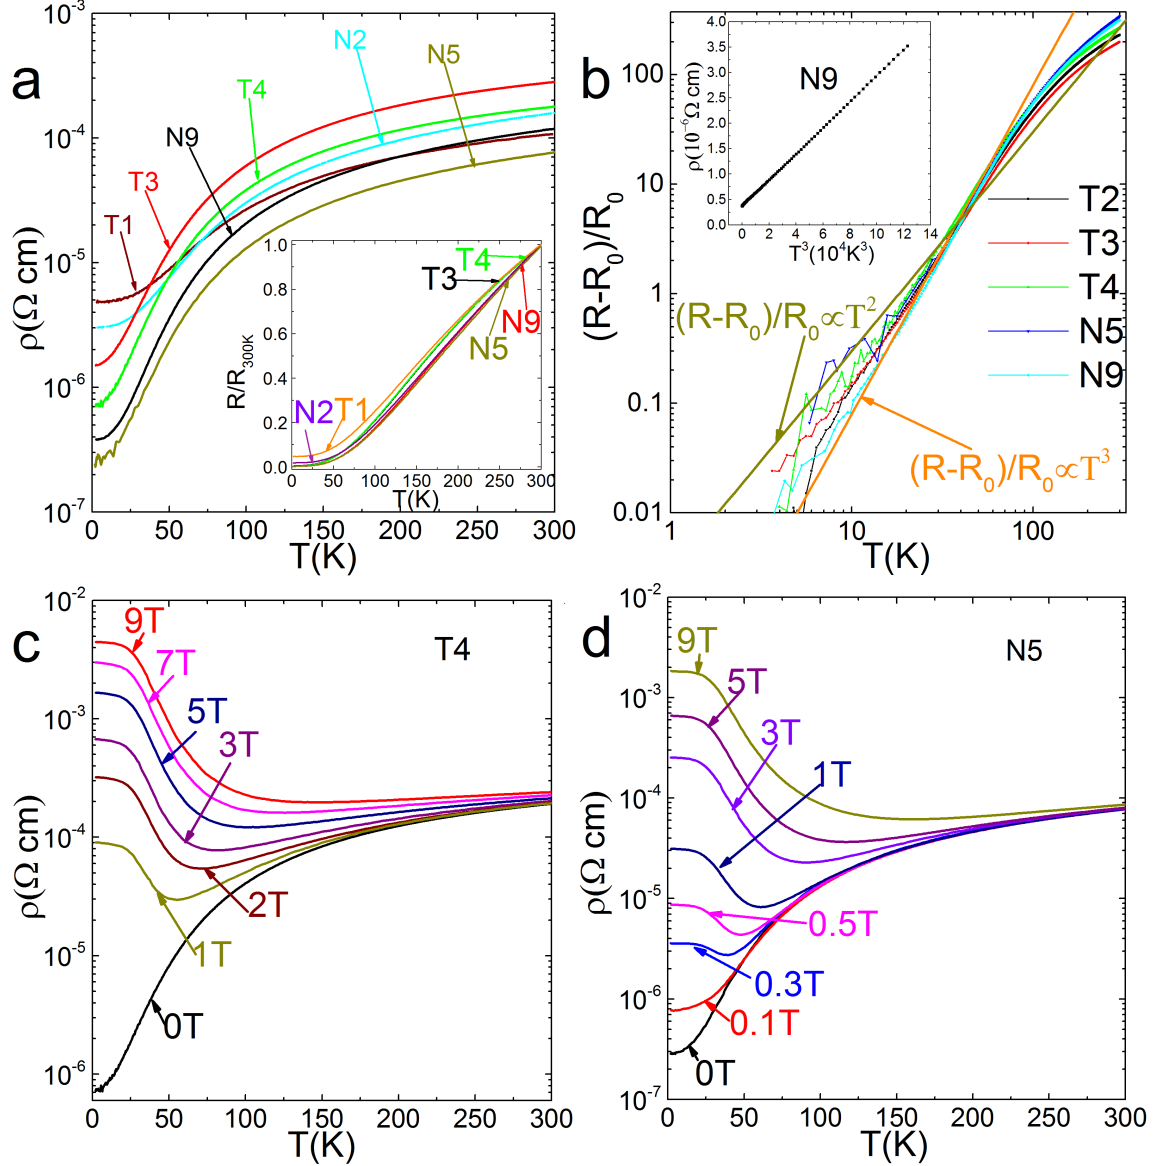 a
ρ(Ω cm)
10⁻³
10⁻⁴
10⁻⁵
10⁻⁶
10⁻⁷
N2
N5
T4
N9
T3
T1
0 50 100 150 200 250 300
T(K)
R/R₃₀₀K
1.0
0.8
0.6
0.4
0.2
0.0
T4
T3
N9
N5
N2
T1
0 50 100 150 200 250 300
T(K)
b
(R-R₀)/R₀
100
10
1
0.1
0.01
ρ(10⁻⁶Ω cm)
4.0
3.5
3.0
2.5
2.0
1.5
1.0
0.5
0.0
N9
0 2 4 6 8 10 12 14
T³(10⁴K³)
T2
T3
T4
N5
N9
(R-R₀)/R₀∝T²
(R-R₀)/R₀∝T³
1 10 100
T(K)
c
ρ(Ω cm)
10⁻²
10⁻³
10⁻⁴
10⁻⁵
10⁻⁶
T4
9T
7T
5T
3T
2T
1T
0T
0 50 100 150 200 250 300
T(K)
d
ρ(Ω cm)
10⁻²
10⁻³
10⁻⁴
10⁻⁵
10⁻⁶
10⁻⁷
N5
9T
5T
3T
1T
0.5T
0.3T
0.1T
0T
0 50 100 150 200 250 300
T(K)